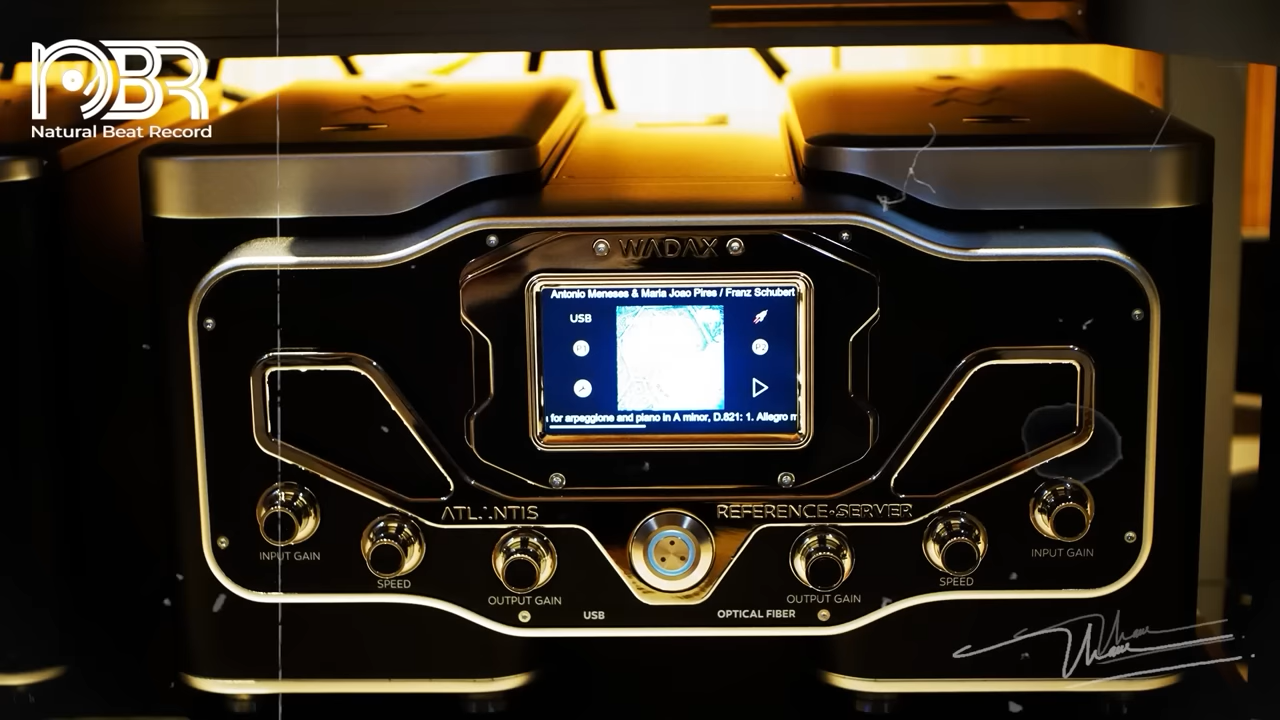 NBR
Natural Beat Record
WADAX
Antonio Meneses & Maria Joao Pires / Franz Schubert
USB
P1
P2
for arpeggione and piano in A minor, D.821: 1. Allegro m
ATLANTIS
REFERENCE·SERVER
INPUT GAIN
SPEED
OUTPUT GAIN
OUTPUT GAIN
SPEED
INPUT GAIN
USB
OPTICAL FIBER